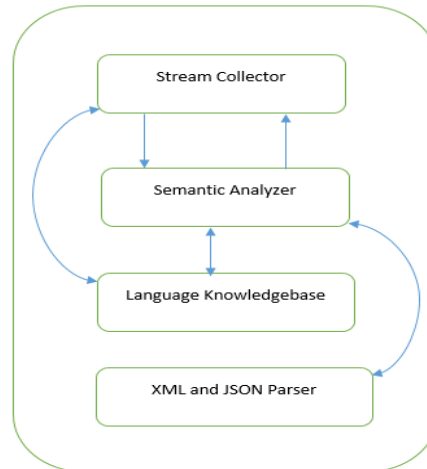 Stream Collector
Semantic Analyzer
Language Knowledgebase
XML and JSON Parser